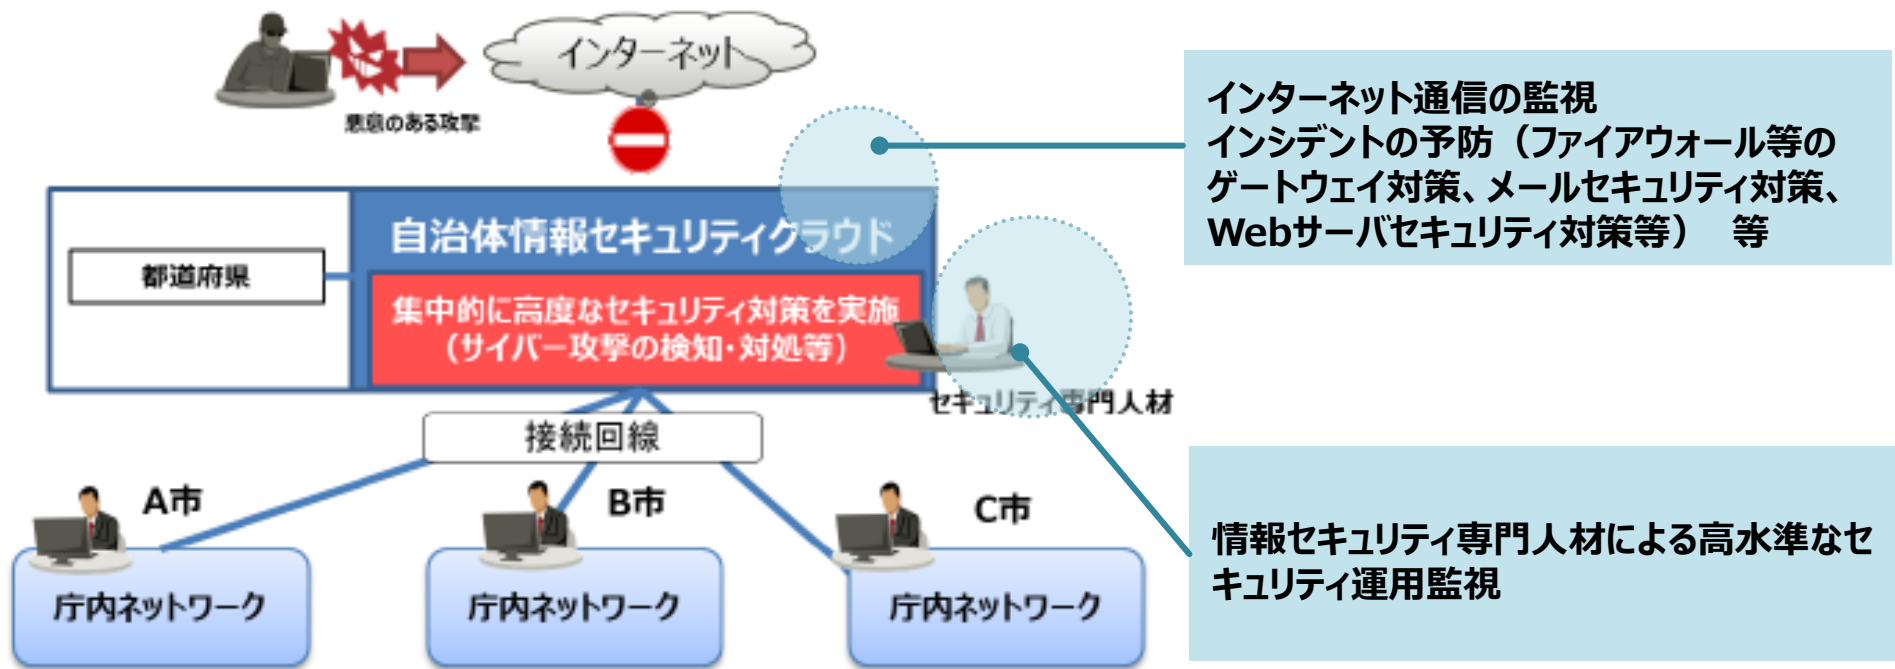 インターネット
悪意のある攻撃
インターネット通信の監視
インシデントの予防（ファイアウォール等の
ゲートウェイ対策、メールセキュリティ対策、
Webサーバセキュリティ対策等）　等
自治体情報セキュリティクラウド
都道府県
集中的に高度なセキュリティ対策を実施
(サイバー攻撃の検知・対処等)
セキュリティ専門人材
接続回線
A市
B市
C市
庁内ネットワーク
庁内ネットワーク
庁内ネットワーク
情報セキュリティ専門人材による高水準なセ
キュリティ運用監視